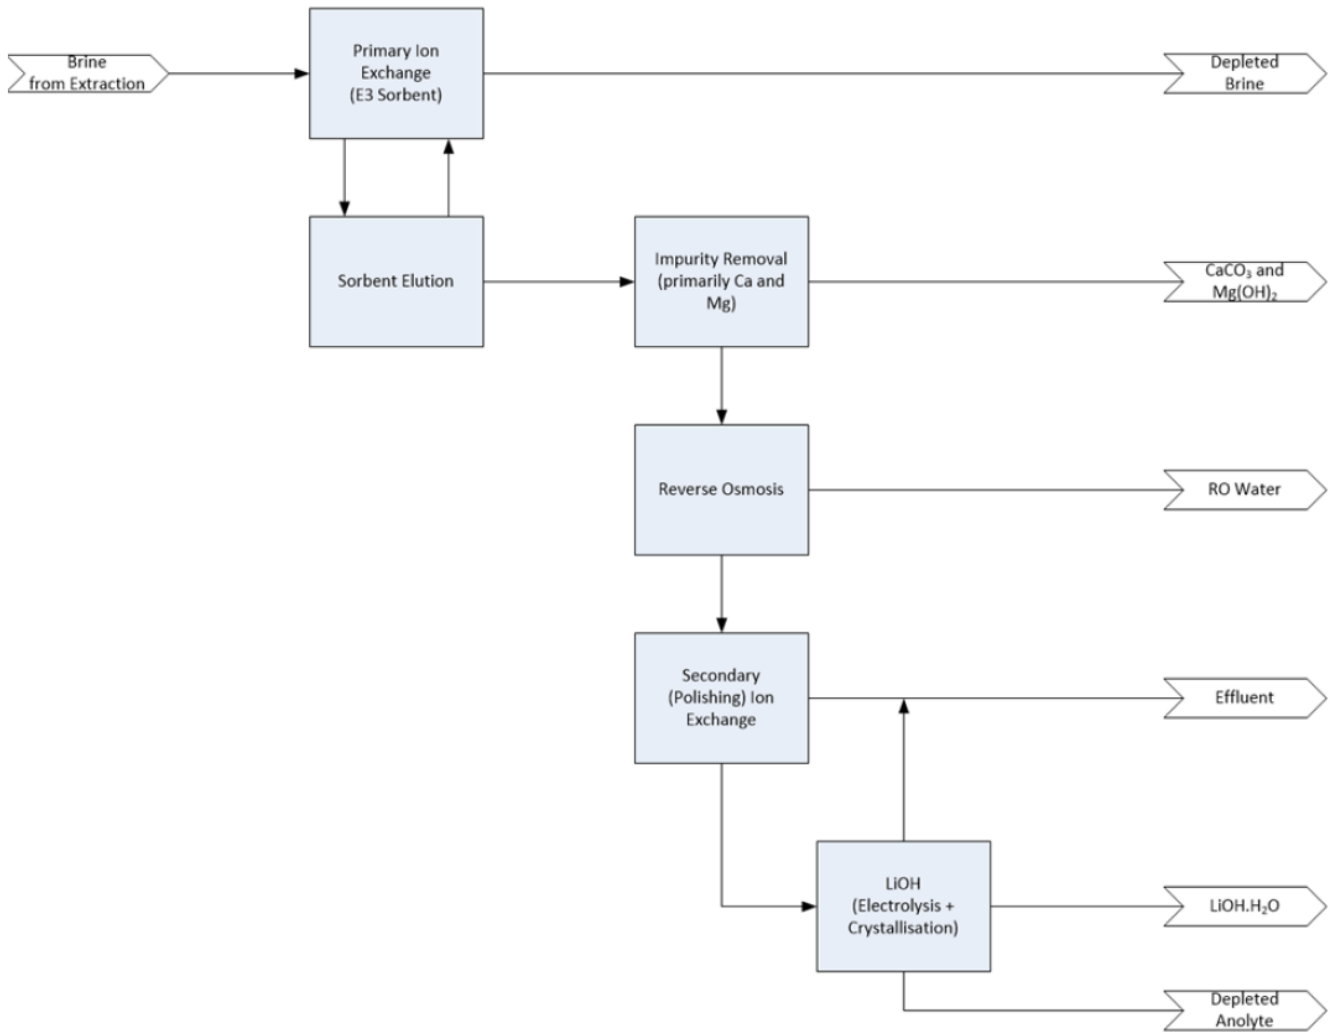 Brine
from Extraction
Primary Ion
Exchange
(E3 Sorbent)
Depleted
Brine
Sorbent Elution
Impurity Removal
(primarily Ca and
Mg)
CaCO₃ and
Mg(OH)₂
Reverse Osmosis
RO Water
Secondary
(Polishing) Ion
Exchange
Effluent
LiOH
(Electrolysis +
Crystallisation)
LiOH.H₂O
Depleted
Anolyte